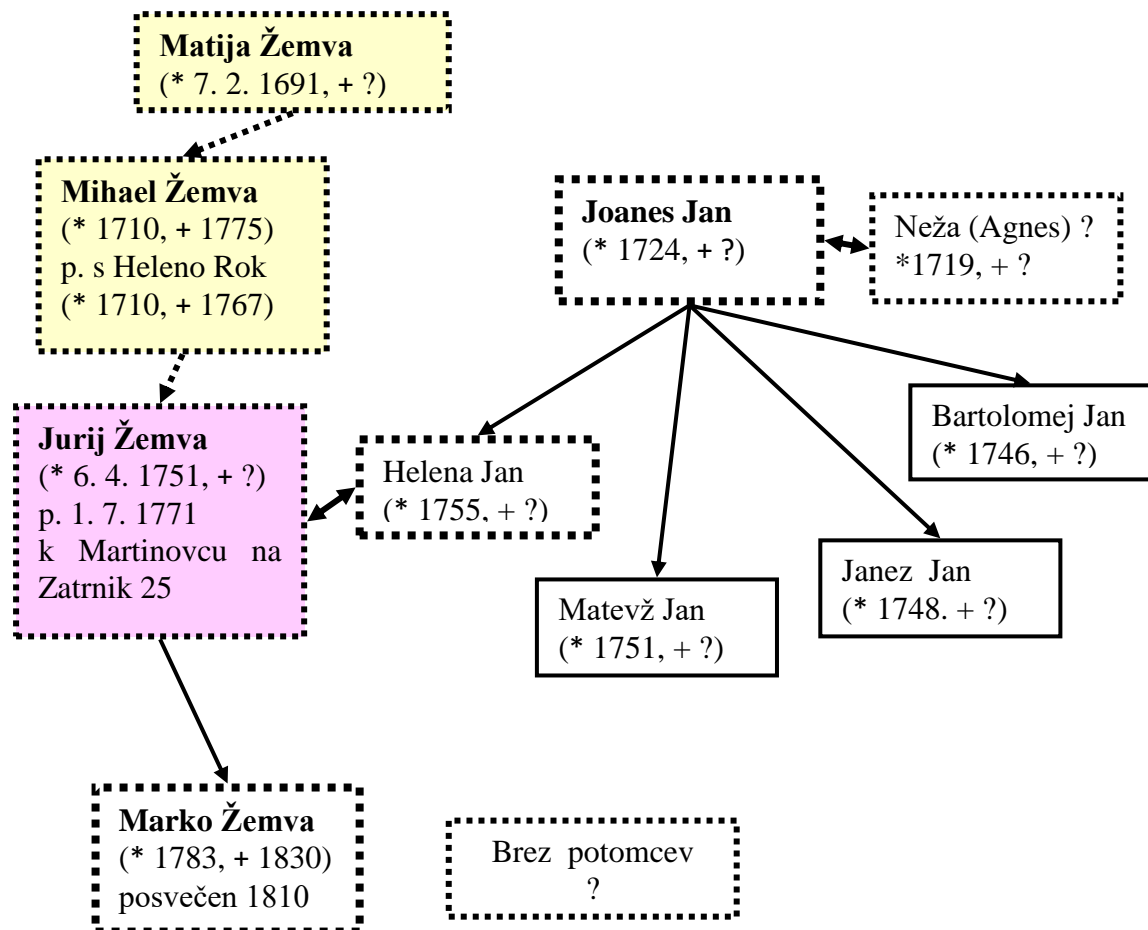 Matija Žemva
(* 7. 2. 1691, + ?)
Mihael Žemva
(* 1710, + 1775)
p. s Heleno Rok
(* 1710, + 1767)
Joanes Jan
(* 1724, + ?)
Neža (Agnes) ?
*1719, + ?
Jurij Žemva
(* 6. 4. 1751, + ?)
p. 1. 7. 1771
k Martinovcu na
Zatrnik 25
Helena Jan
(* 1755, + ?)
Bartolomej Jan
(* 1746, + ?)
Matevž Jan
(* 1751, + ?)
Janez Jan
(* 1748. + ?)
Marko Žemva
(* 1783, + 1830)
posvečen 1810
Brez potomcev
?